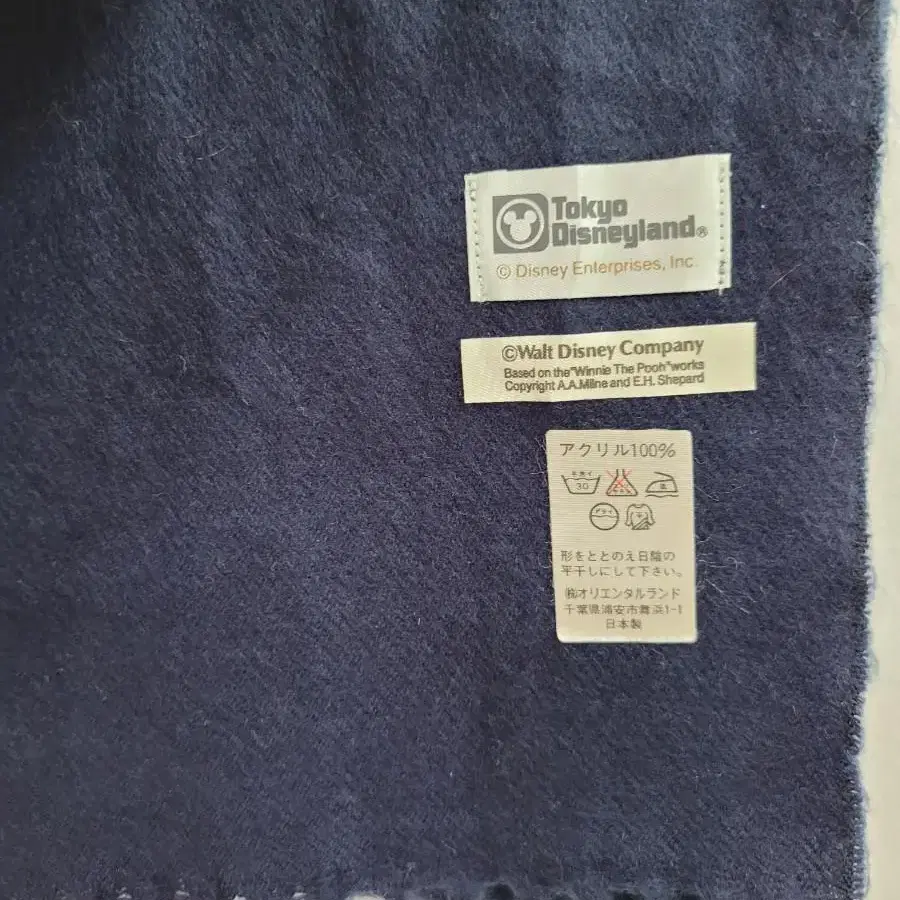 Tokyo
Disneyland®
© Disney Enterprises, Inc.
©Walt Disney Company
Based on the "Winnie The Pooh" works
Copyright A.A.Milne and E.H. Shepard
アクリル100%
30
ドライ
形をととのえ日陰の
平干しにして下さい。
㈱オリエンタルランド
千葉県浦安市舞浜1-1
日本製